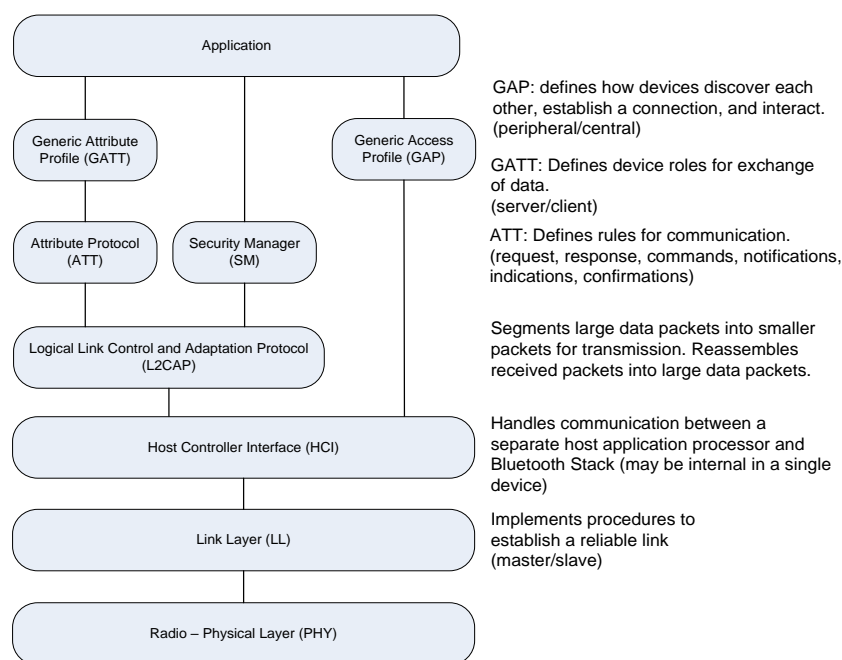 Application
GAP: defines how devices discover each
other, establish a connection, and interact.
(peripheral/central)
Generic Attribute
Profile (GATT)
Generic Access
Profile (GAP)
GATT: Defines device roles for exchange
of data.
(server/client)
Attribute Protocol
(ATT)
Security Manager
(SM)
ATT: Defines rules for communication.
(request, response, commands, notifications,
indications, confirmations)
Logical Link Control and Adaptation Protocol
(L2CAP)
Segments large data packets into smaller
packets for transmission. Reassembles
received packets into large data packets.
Host Controller Interface (HCI)
Handles communication between a
separate host application processor and
Bluetooth Stack (may be internal in a single
device)
Link Layer (LL)
Implements procedures to
establish a reliable link
(master/slave)
Radio – Physical Layer (PHY)